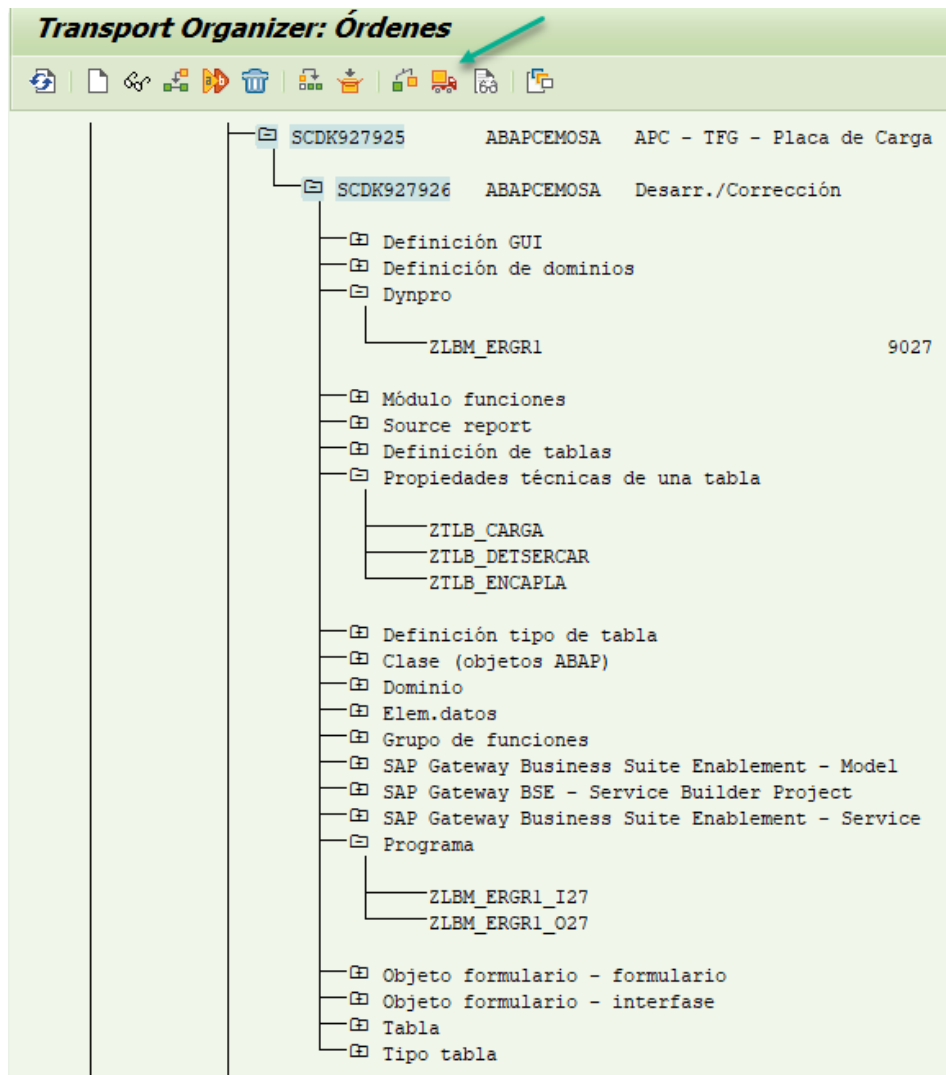 Transport Organizer: Órdenes
SCDK927925 ABAPCEMOSA APC - TFG - Placa de Carga
SCDK927926 ABAPCEMOSA Desarr./Corrección
Definición GUI
Definición de dominios
Dynpro
ZLBM_ERGR1 9027
Módulo funciones
Source report
Definición de tablas
Propiedades técnicas de una tabla
ZTLB_CARGA
ZTLB_DETSERCAR
ZTLB_ENCAPLA
Definición tipo de tabla
Clase (objetos ABAP)
Dominio
Elem.datos
Grupo de funciones
SAP Gateway Business Suite Enablement - Model
SAP Gateway BSE - Service Builder Project
SAP Gateway Business Suite Enablement - Service
Programa
ZLBM_ERGR1_I27
ZLBM_ERGR1_O27
Objeto formulario - formulario
Objeto formulario - interfase
Tabla
Tipo tabla